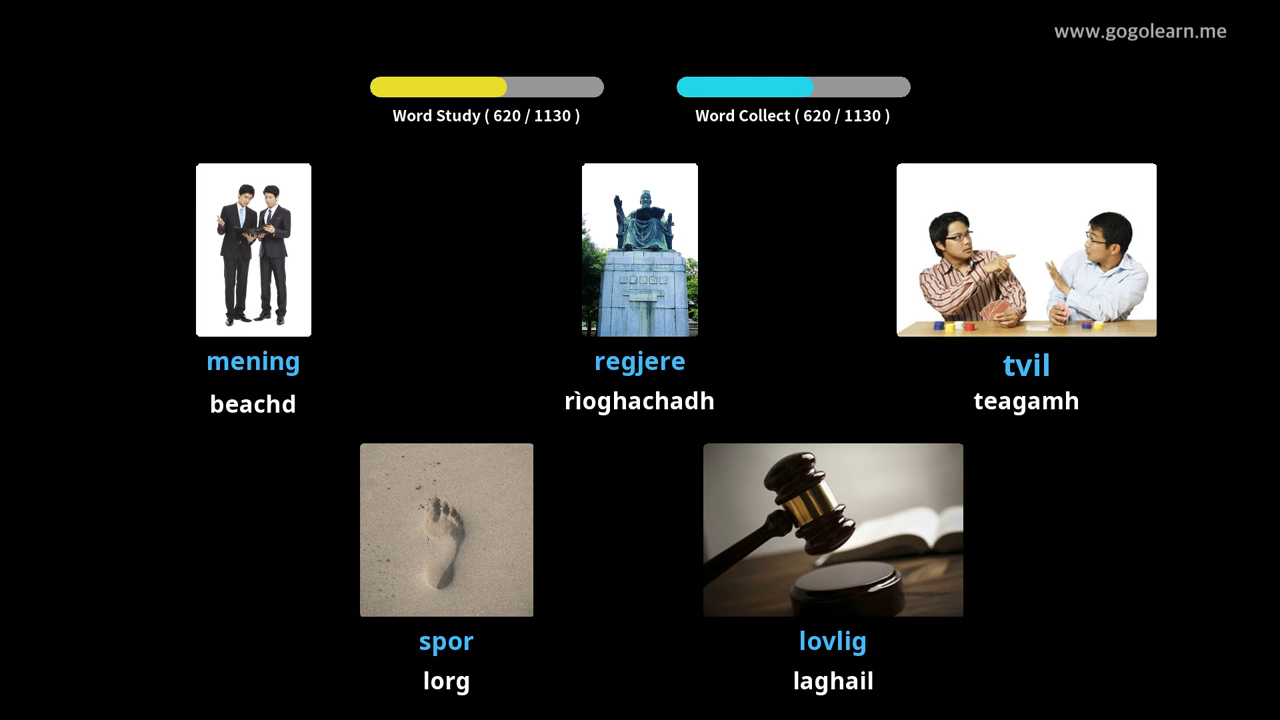 www.gogolearn.me
Word Study ( 620 / 1130 )
Word Collect ( 620 / 1130 )
mening
regjere
tvil
beachd
rìoghachadh
teagamh
spor
lovlig
lorg
laghail